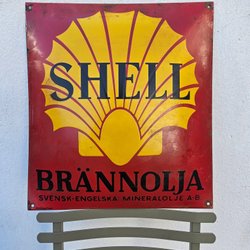 SHELL
BRÄNNOLJA
SVENSK-ENGELSKA MINERALOLJE A-B